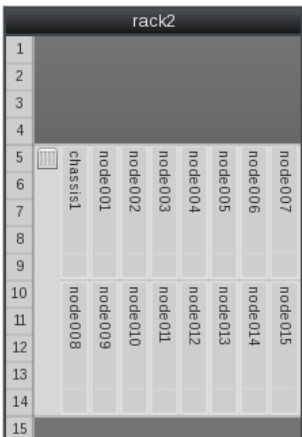 rack2
1
2
3
4
5
6
7
8
9
10
11
12
13
14
15
chassis1
node001
node002
node003
node004
node005
node006
node007
node008
node009
node010
node011
node012
node013
node014
node015